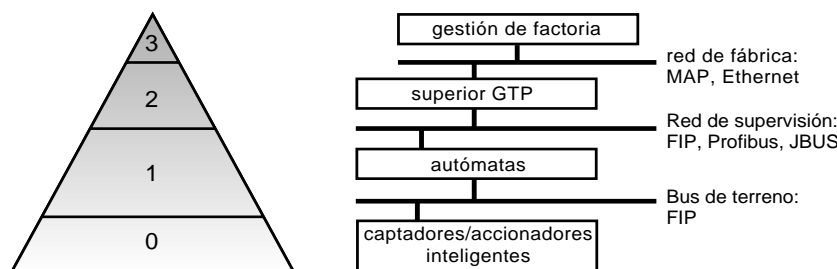 3
2
1
0
gestión de factoria
red de fábrica:
MAP, Ethernet
superior GTP
Red de supervisión:
FIP, Profibus, JBUS
autómatas
Bus de terreno:
FIP
captadores/accionadores
inteligentes